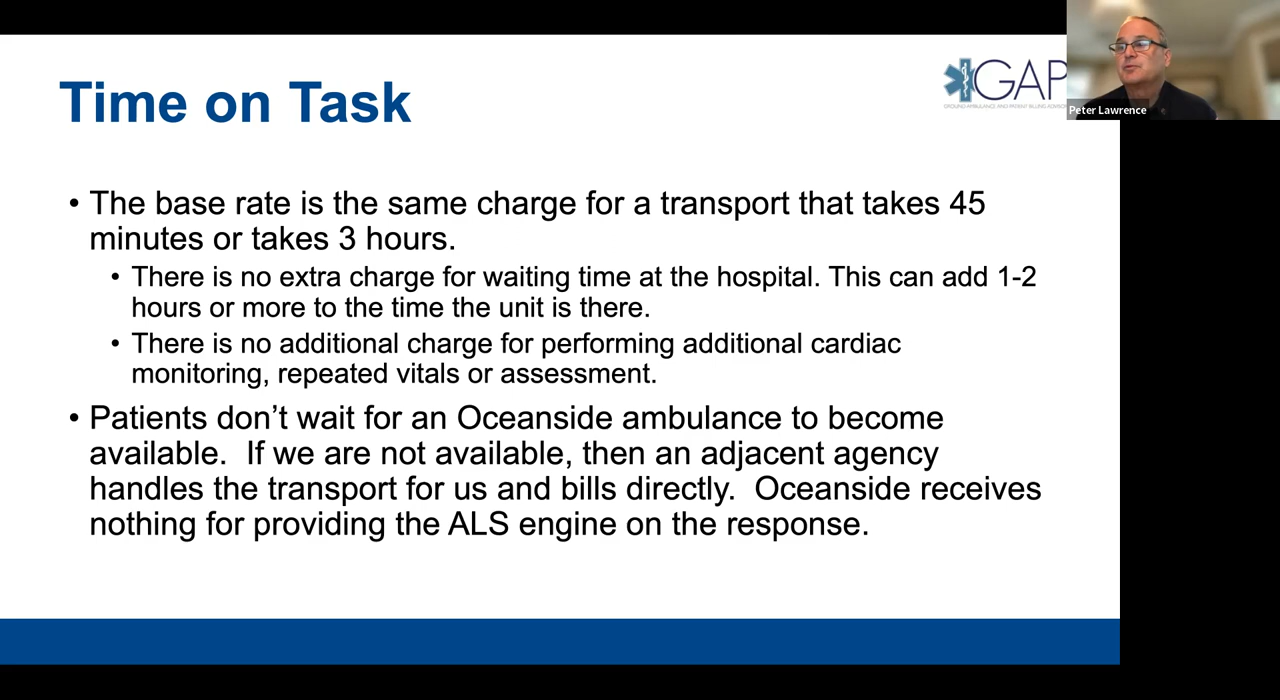 GAP
GROUND AMBULANCE AND PATIENT BILLING
Peter Lawrence
Time on Task
• The base rate is the same charge for a transport that takes 45
minutes or takes 3 hours.
• There is no extra charge for waiting time at the hospital. This can add 1-2
hours or more to the time the unit is there.
• There is no additional charge for performing additional cardiac
monitoring, repeated vitals or assessment.
• Patients don’t wait for an Oceanside ambulance to become
available.  If we are not available, then an adjacent agency
handles the transport for us and bills directly.  Oceanside receives
nothing for providing the ALS engine on the response.